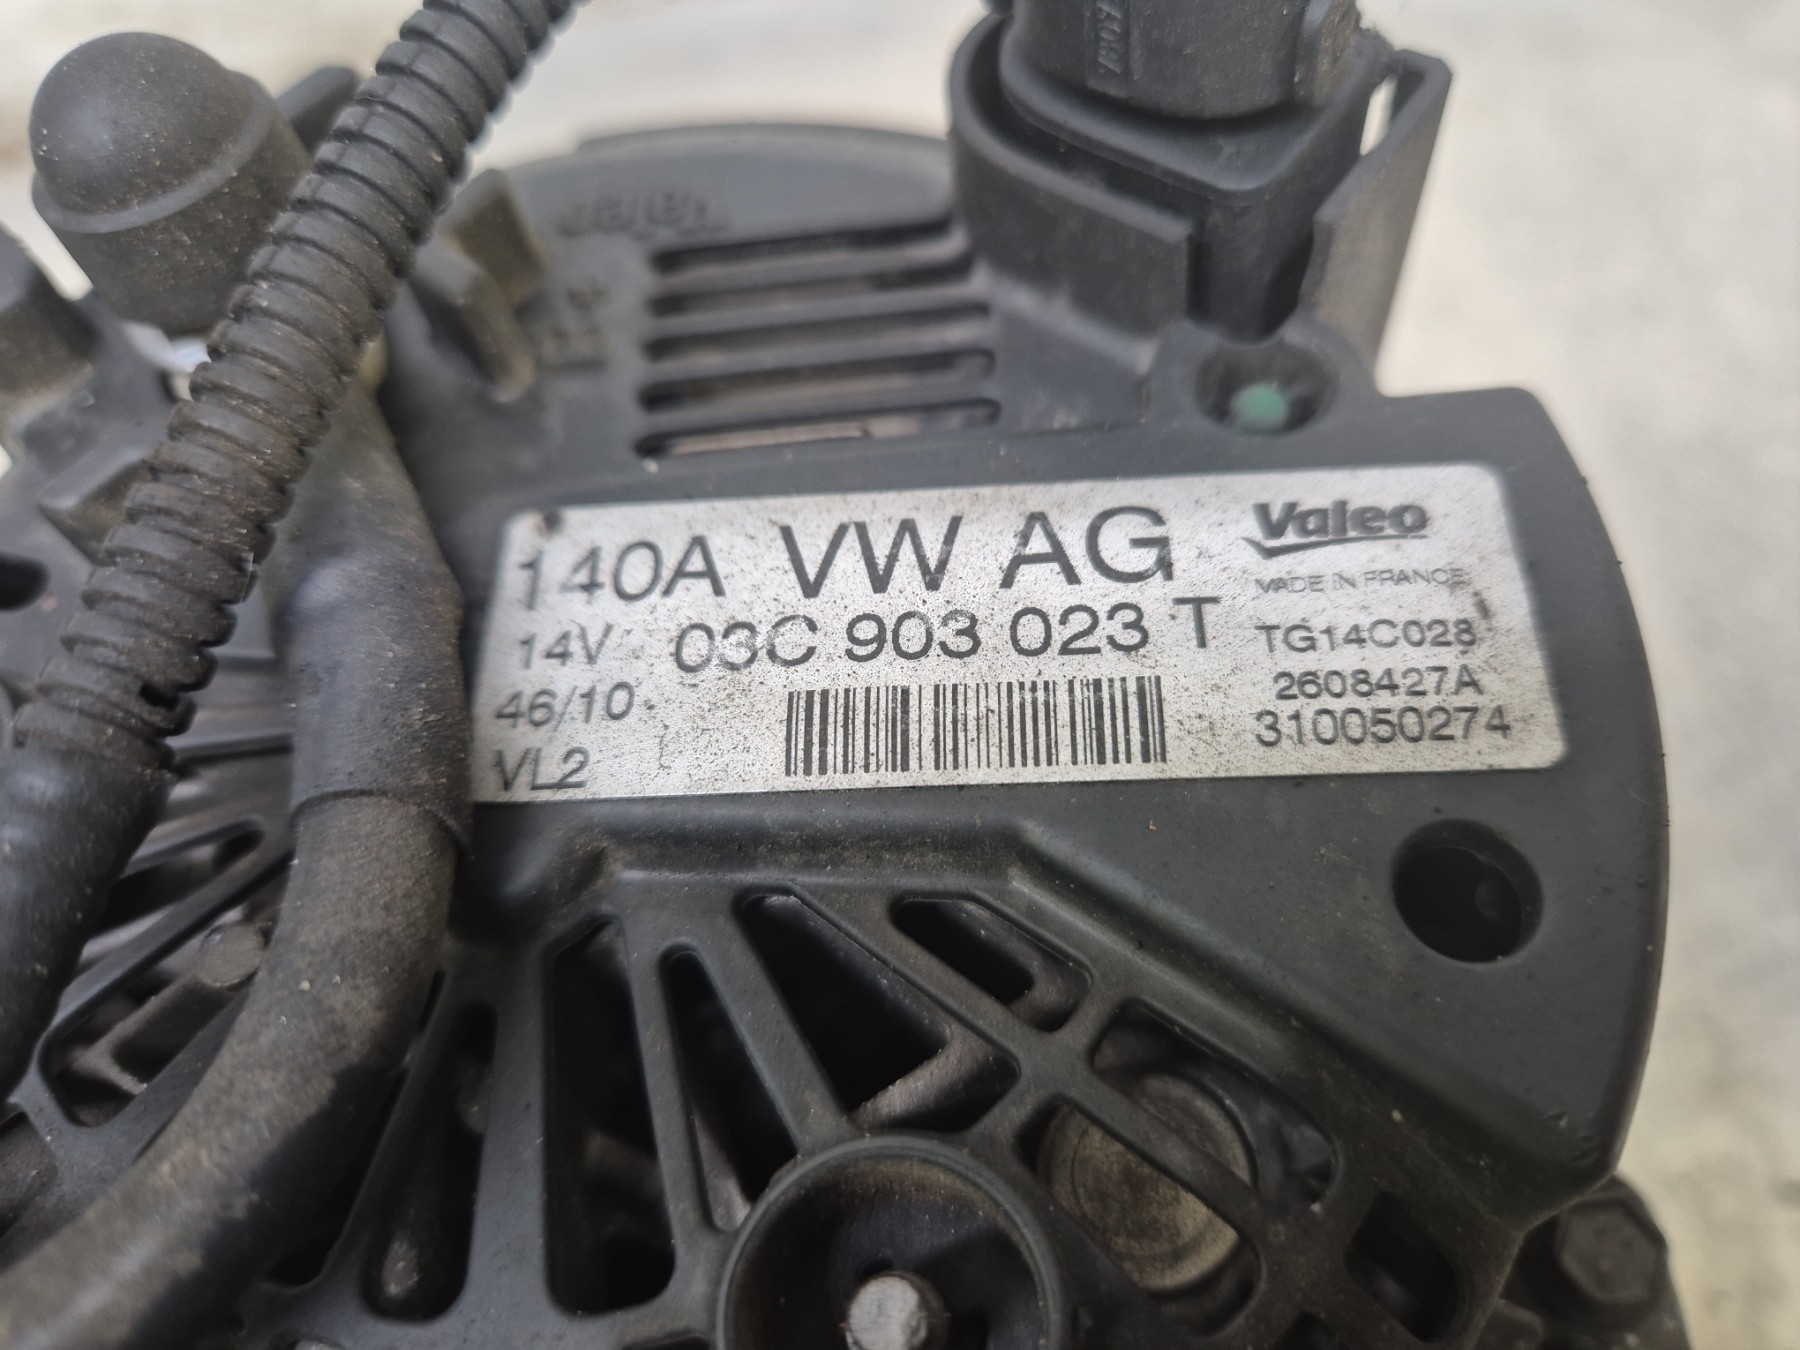 140A VW AG Valeo
MADE IN FRANCE
14V 03C 903 023 T TG14C028
46/10 2608427A
VL2 310050274